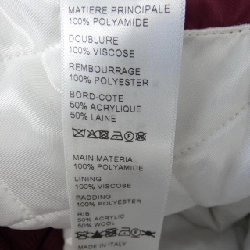 MATIÈRE PRINCIPALE
100% POLYAMIDE
DOUBLURE
100% VISCOSE
REMBOURRAGE
100% POLYESTER
BORD-COTE
50% ACRYLIQUE
50% LAINE
MAIN MATERIA
100% POLYAMIDE
LINING
100% VISCOSE
PADDING
100% POLYESTER
RIB
50% ACRYLIC
50% WOOL
MADE IN ITALY